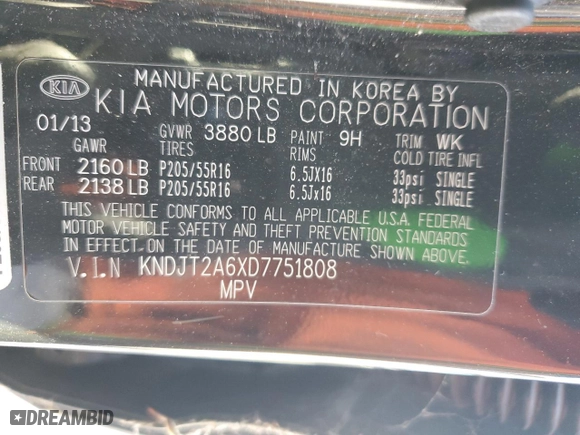 MANUFACTURED IN KOREA BY
KIA KIA MOTORS CORPORATION
01/13 GVWR 3880 LB PAINT 9H TRIM WK
GAWR TIRES RIMS COLD TIRE INFL
FRONT 2160 LB P205/55R16 6.5JX16 33psi SINGLE
REAR 2138 LB P205/55R16 6.5Jx16 33psi SINGLE
THIS VEHICLE CONFORMS TO ALL APPLICABLE U.S.A. FEDERAL
MOTOR VEHICLE SAFETY AND THEFT PREVENTION STANDARDS
IN EFFECT ON THE DATE OF MANUFACTURE SHOWN ABOVE.
V.I.N KNDJT2A6XD7751808
MPV
DREAMBID